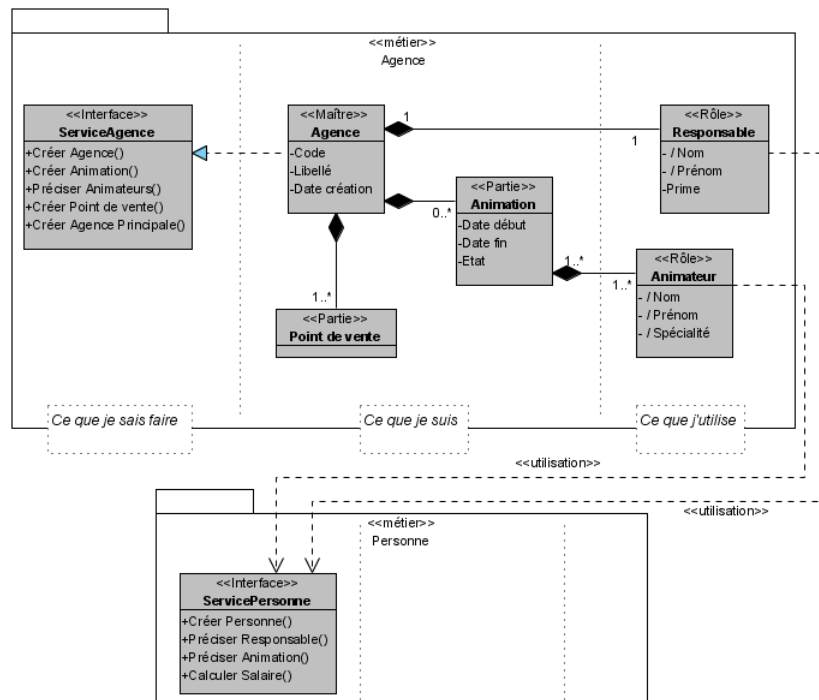 <<métier>>
Agence
<<Interface>>
ServiceAgence
+Créer Agence()
+Créer Animation()
+Préciser Animateurs()
+Créer Point de vente()
+Créer Agence Principale()
<<Maître>>
Agence
-Code
-Libellé
-Date création
1
1
<<Rôle>>
Responsable
- / Nom
- / Prénom
-Prime
0..*
<<Partie>>
Animation
-Date début
-Date fin
-Etat
1..*
1..*
<<Rôle>>
Animateur
- / Nom
- / Prénom
- / Spécialité
1..*
<<Partie>>
Point de vente
Ce que je sais faire
Ce que je suis
Ce que j'utilise
<<utilisation>>
<<utilisation>>
<<métier>>
Personne
<<Interface>>
ServicePersonne
+Créer Personne()
+Préciser Responsable()
+Préciser Animation()
+Calculer Salaire()